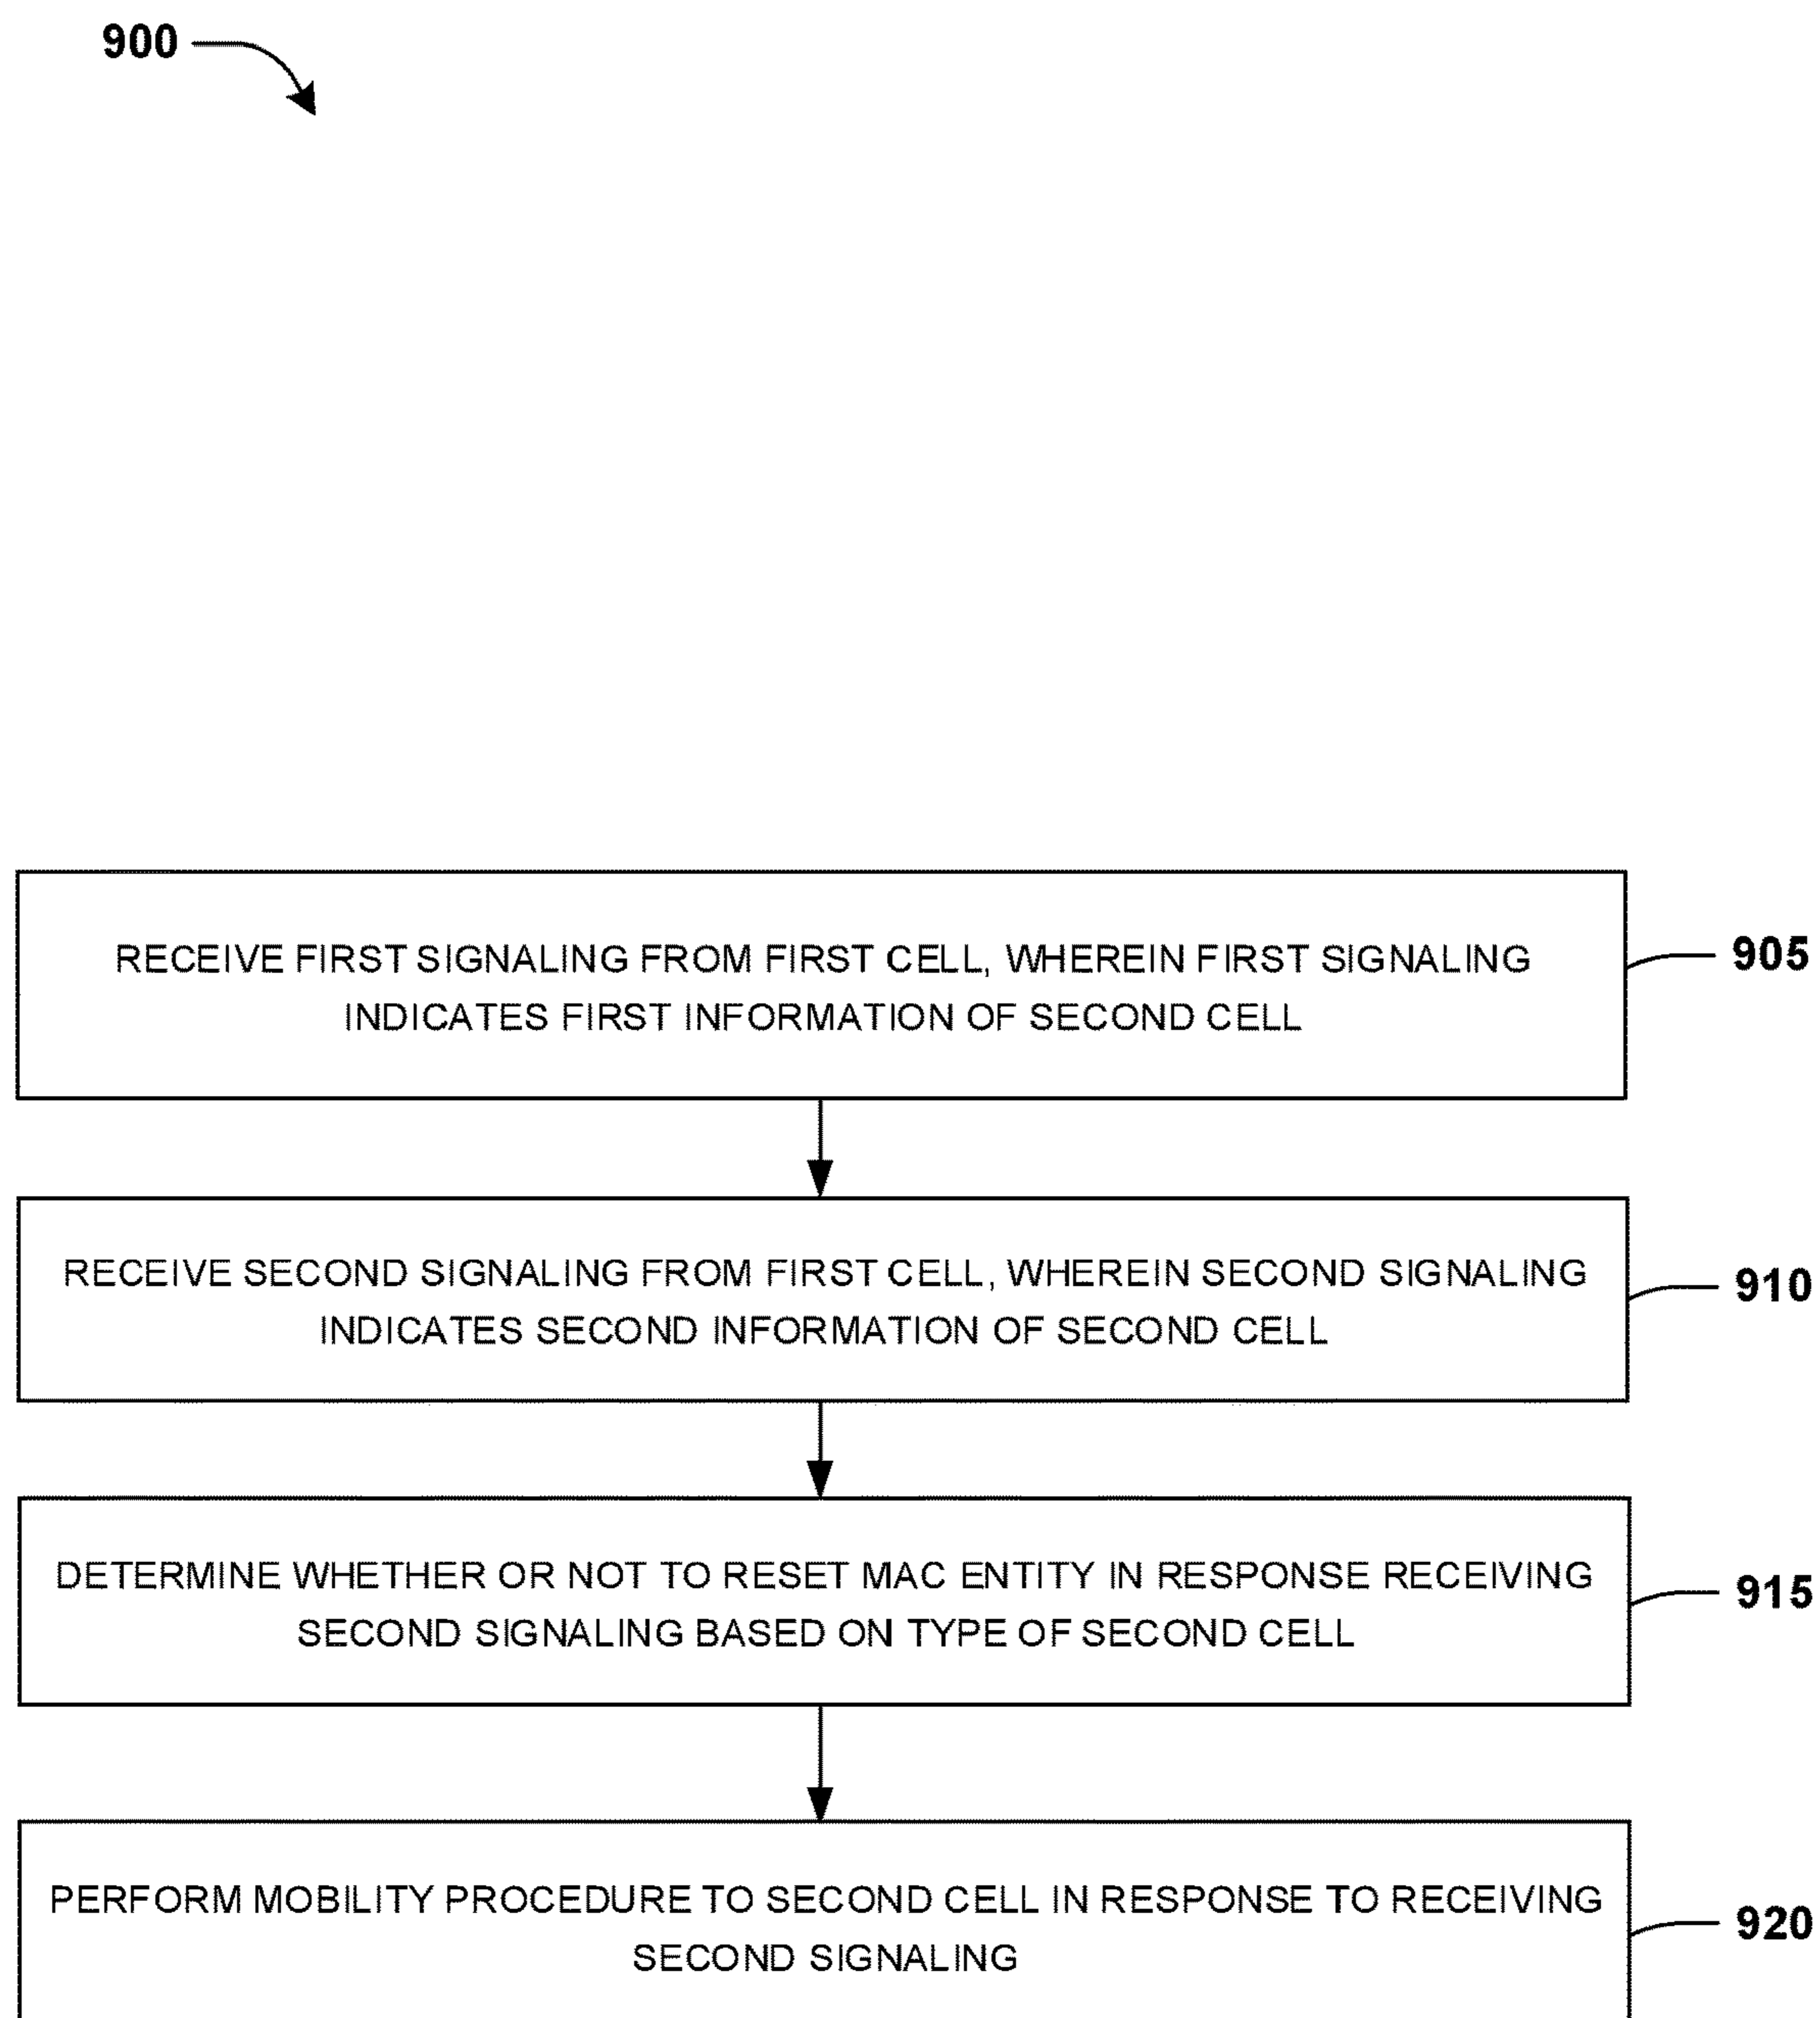 900
RECEIVE FIRST SIGNALING FROM FIRST CELL, WHEREIN FIRST SIGNALING
INDICATES FIRST INFORMATION OF SECOND CELL
905
RECEIVE SECOND SIGNALING FROM FIRST CELL, WHEREIN SECOND SIGNALING
INDICATES SECOND INFORMATION OF SECOND CELL
910
DETERMINE WHETHER OR NOT TO RESET MAC ENTITY IN RESPONSE RECEIVING
SECOND SIGNALING BASED ON TYPE OF SECOND CELL
915
PERFORM MOBILITY PROCEDURE TO SECOND CELL IN RESPONSE TO RECEIVING
SECOND SIGNALING
920